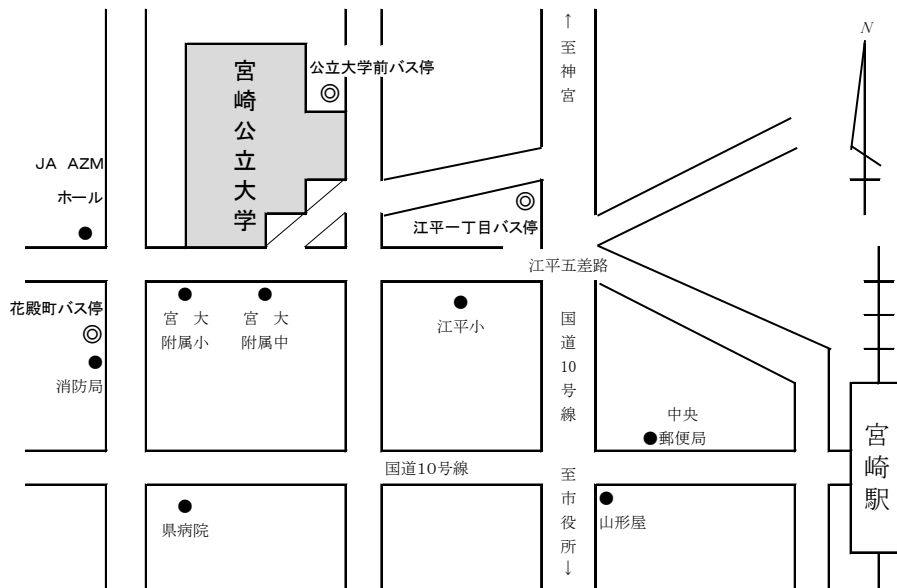 ↑至神宮
N
宮崎公立大学
公立大学前バス停
JA AZM
ホール
江平一丁目バス停
江平五差路
花殿町バス停
宮 大
附属小
宮 大
附属中
江平小
国道10号線
消防局
中央
郵便局
宮崎駅
国道10号線
至市役所↓
県病院
山形屋